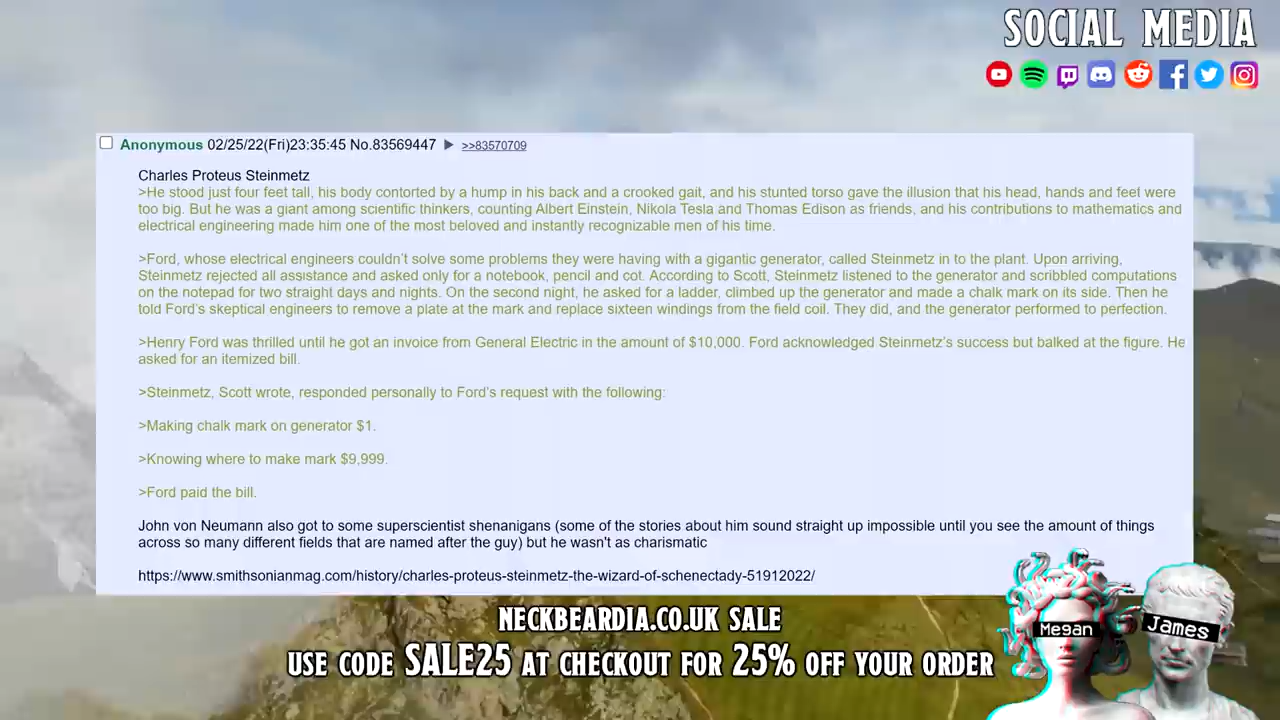 SOCIAL MEDIA
Anonymous 02/25/22(Fri)23:35:45 No.83569447 ▶ >>83570709
Charles Proteus Steinmetz
>He stood just four feet tall, his body contorted by a hump in his back and a crooked gait, and his stunted torso gave the illusion that his head, hands and feet were
too big. But he was a giant among scientific thinkers, counting Albert Einstein, Nikola Tesla and Thomas Edison as friends, and his contributions to mathematics and
electrical engineering made him one of the most beloved and instantly recognizable men of his time.
>Ford, whose electrical engineers couldn't solve some problems they were having with a gigantic generator, called Steinmetz in to the plant. Upon arriving,
Steinmetz rejected all assistance and asked only for a notebook, pencil and cot. According to Scott, Steinmetz listened to the generator and scribbled computations
on the notepad for two straight days and nights. On the second night, he asked for a ladder, climbed up the generator and made a chalk mark on its side. Then he
told Ford's skeptical engineers to remove a plate at the mark and replace sixteen windings from the field coil. They did, and the generator performed to perfection.
>Henry Ford was thrilled until he got an invoice from General Electric in the amount of $10,000. Ford acknowledged Steinmetz's success but balked at the figure. He
asked for an itemized bill.
>Steinmetz, Scott wrote, responded personally to Ford's request with the following:
>Making chalk mark on generator $1.
>Knowing where to make mark $9,999.
>Ford paid the bill.
John von Neumann also got to some superscientist shenanigans (some of the stories about him sound straight up impossible until you see the amount of things
across so many different fields that are named after the guy) but he wasn't as charismatic
https://www.smithsonianmag.com/history/charles-proteus-steinmetz-the-wizard-of-schenectady-51912022/
NECKBEARDIA.CO.UK SALE
USE CODE SALE25 AT CHECKOUT FOR 25% OFF YOUR ORDER
Megan
James